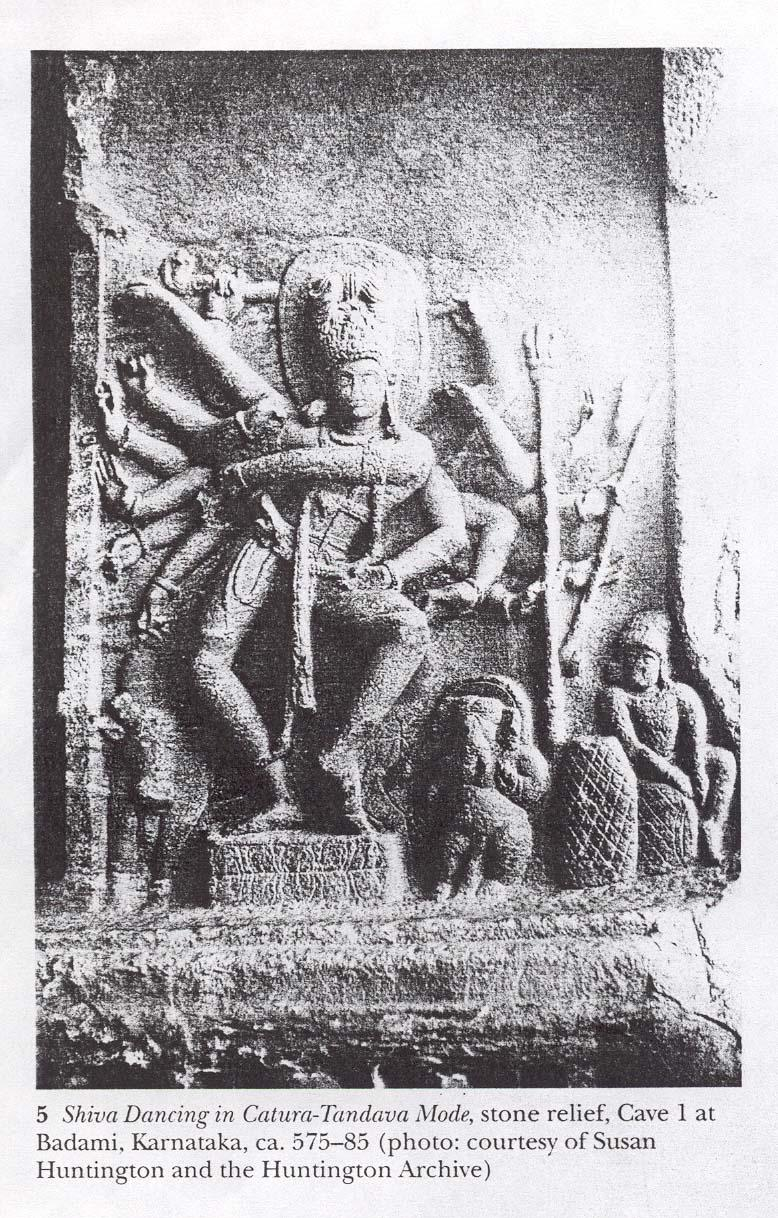 5 Shiva Dancing in Catura-Tandava Mode, stone relief, Cave 1 at
Badami, Karnataka, ca. 575–85 (photo: courtesy of Susan
Huntington and the Huntington Archive)